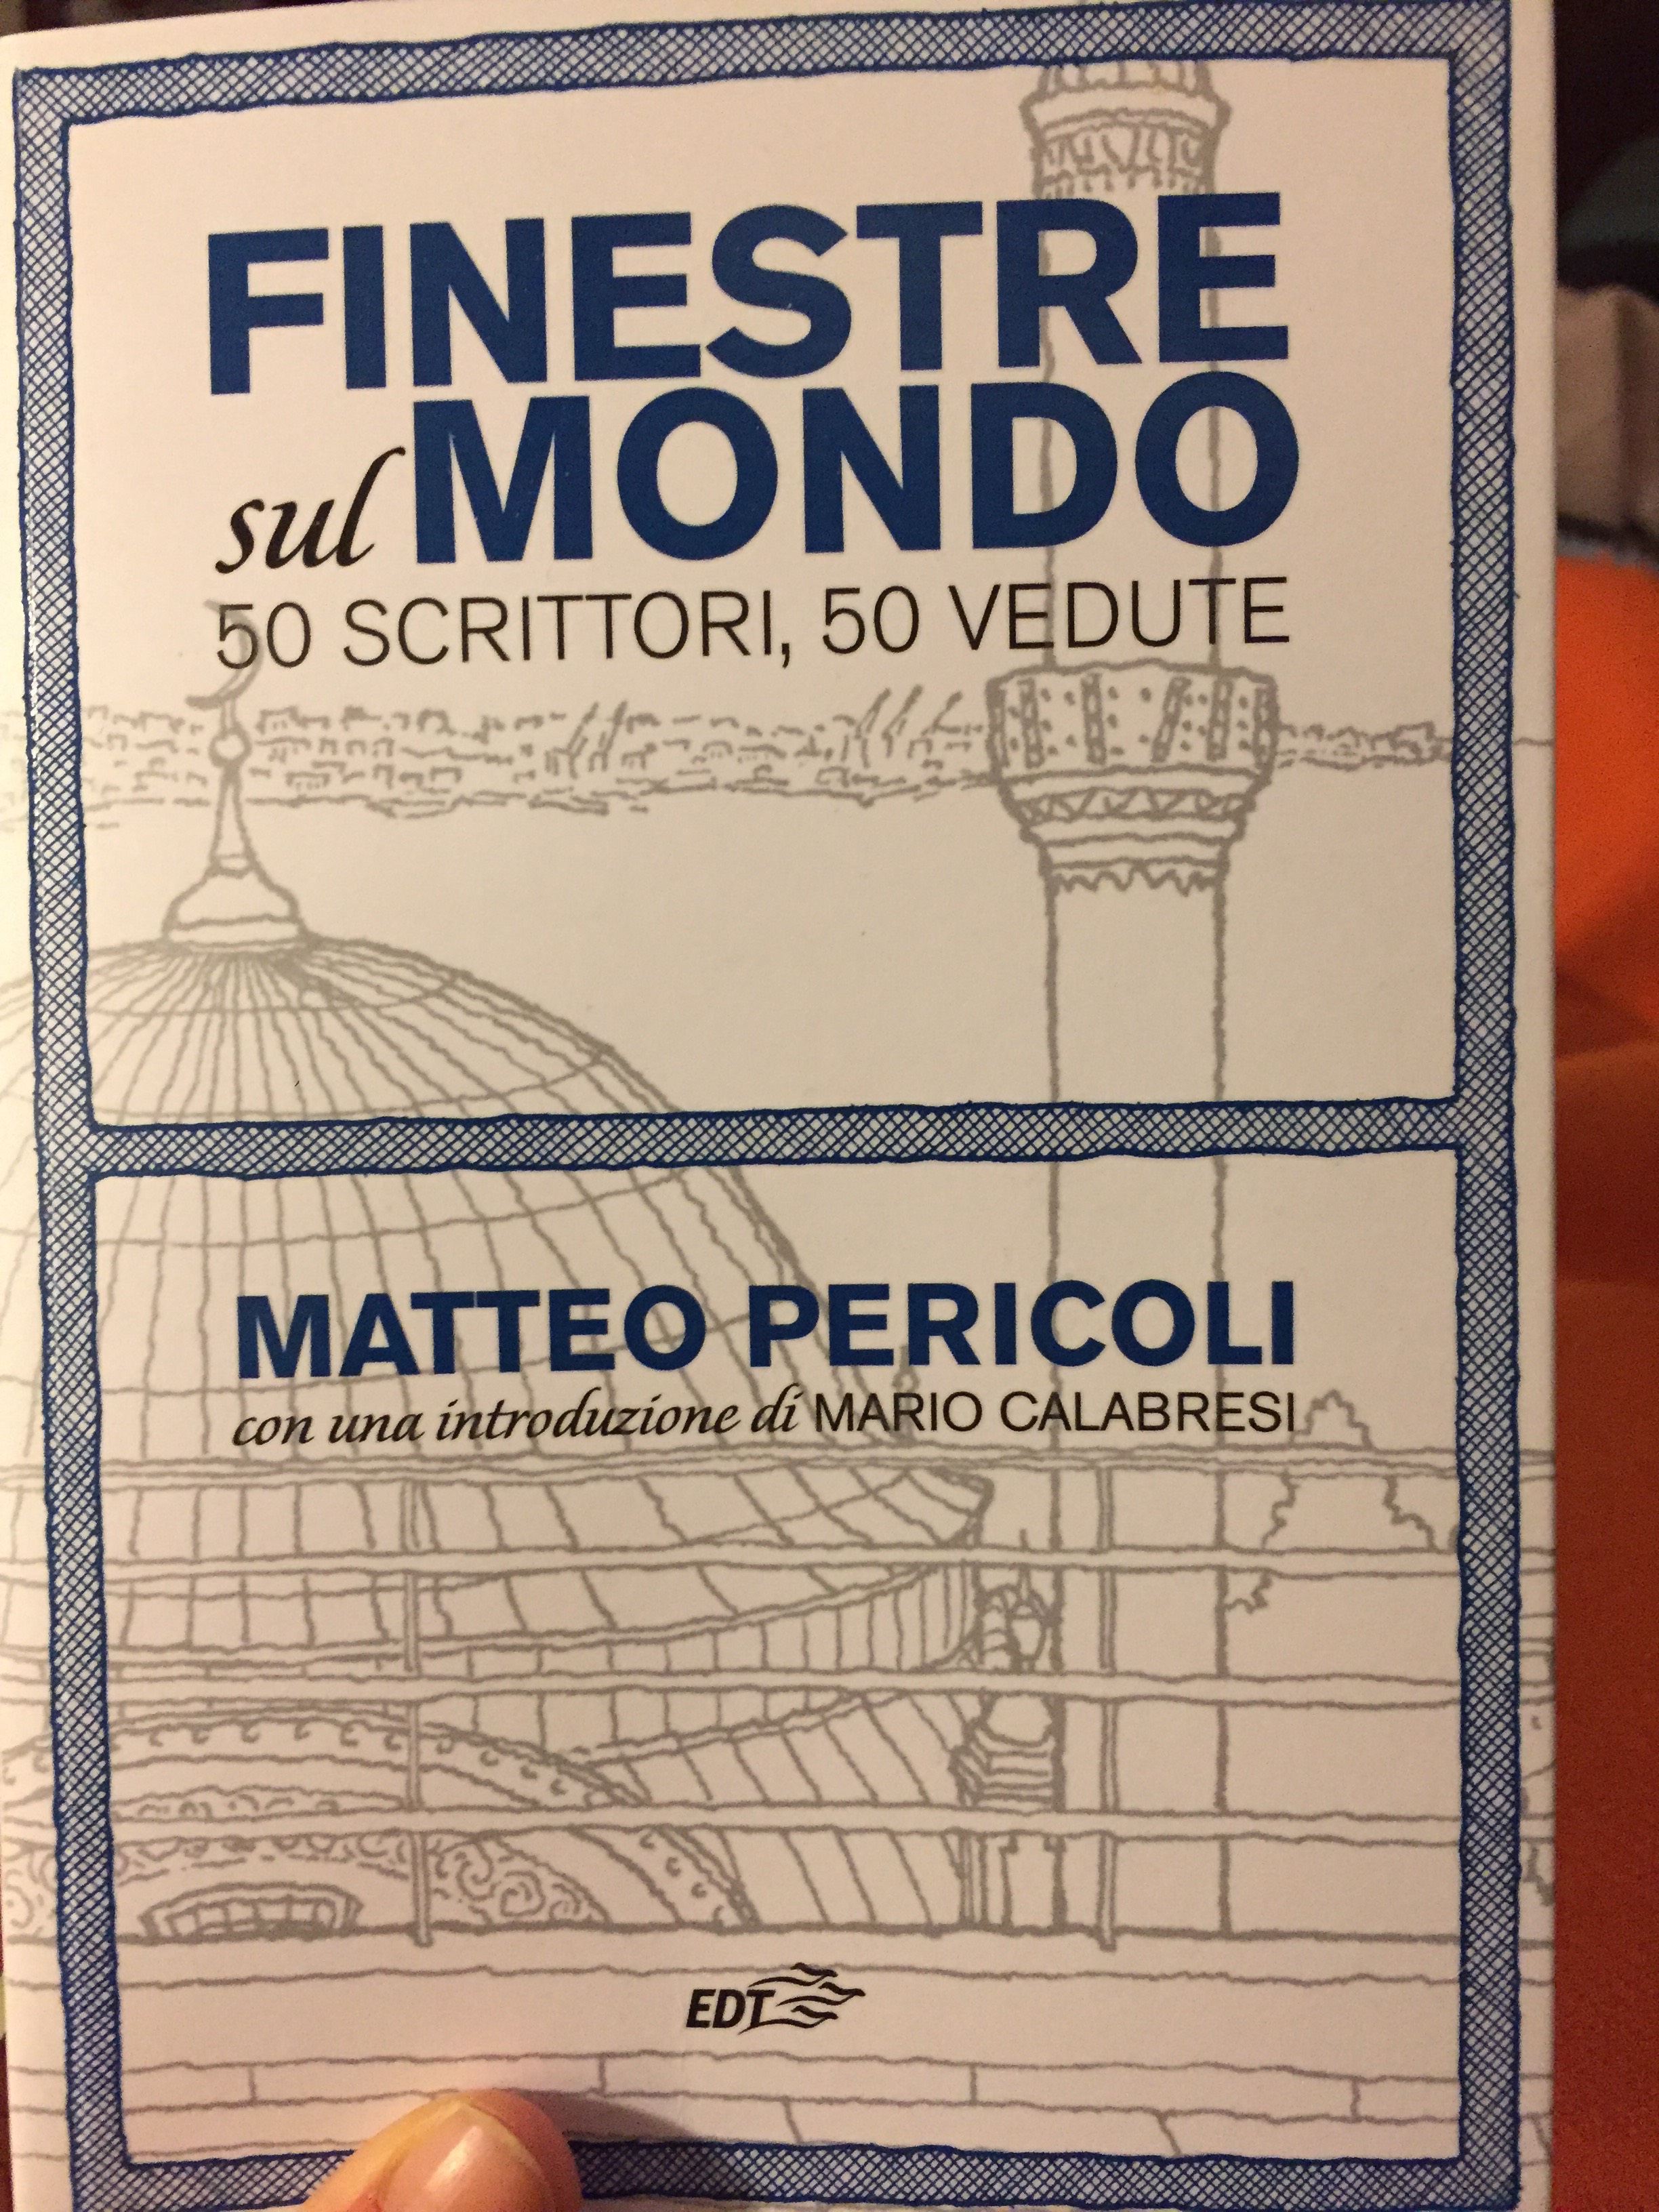 FINESTRE
sul MONDO
50 SCRITTORI, 50 VEDUTE
MATTEO PERICOLI
con una introduzione di MARIO CALABRESI
EDT